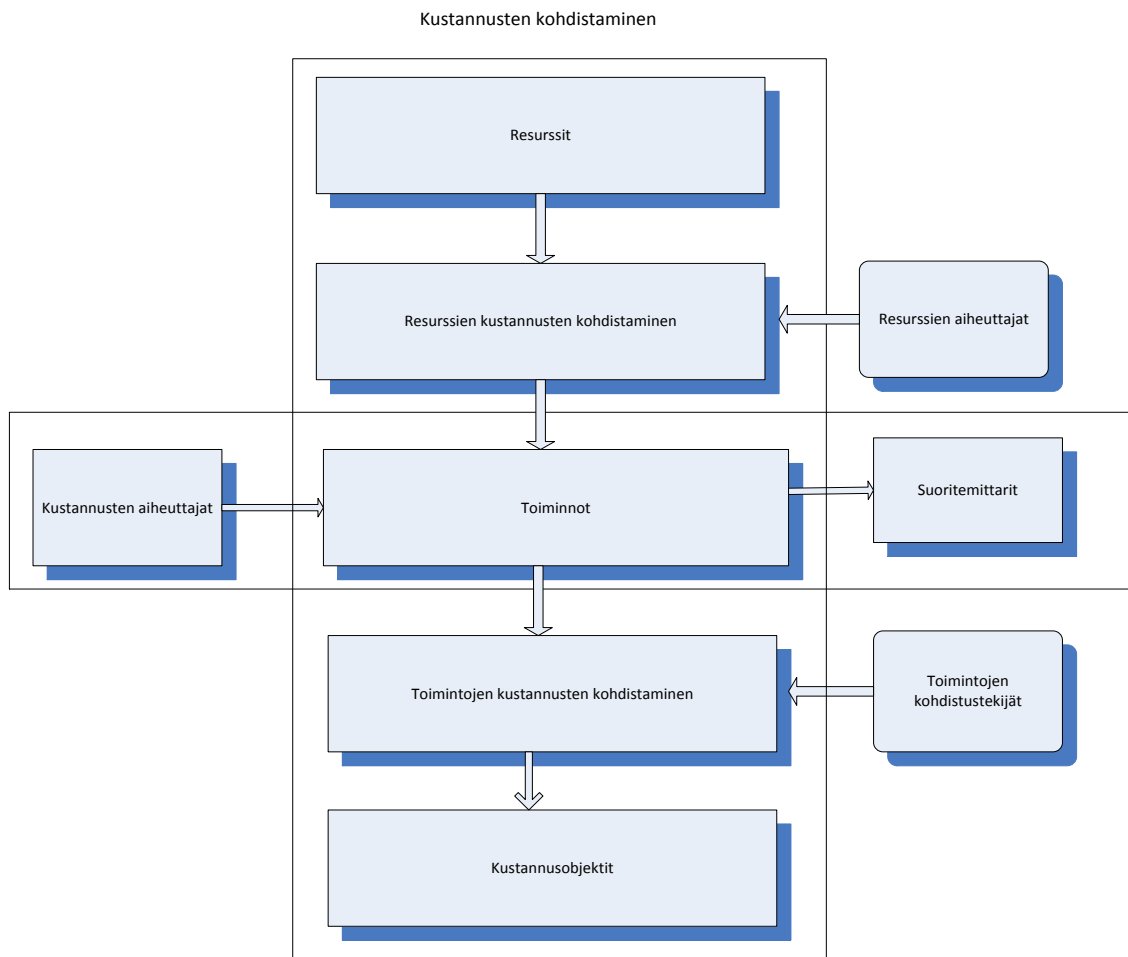 Kustannusten kohdistaminen
Resurssit
Resurssien kustannusten kohdistaminen
Resurssien aiheuttajat
Kustannusten aiheuttajat
Toiminnot
Suoritemittarit
Toimintojen kustannusten kohdistaminen
Toimintojen
kohdistustekijät
Kustannusobjektit